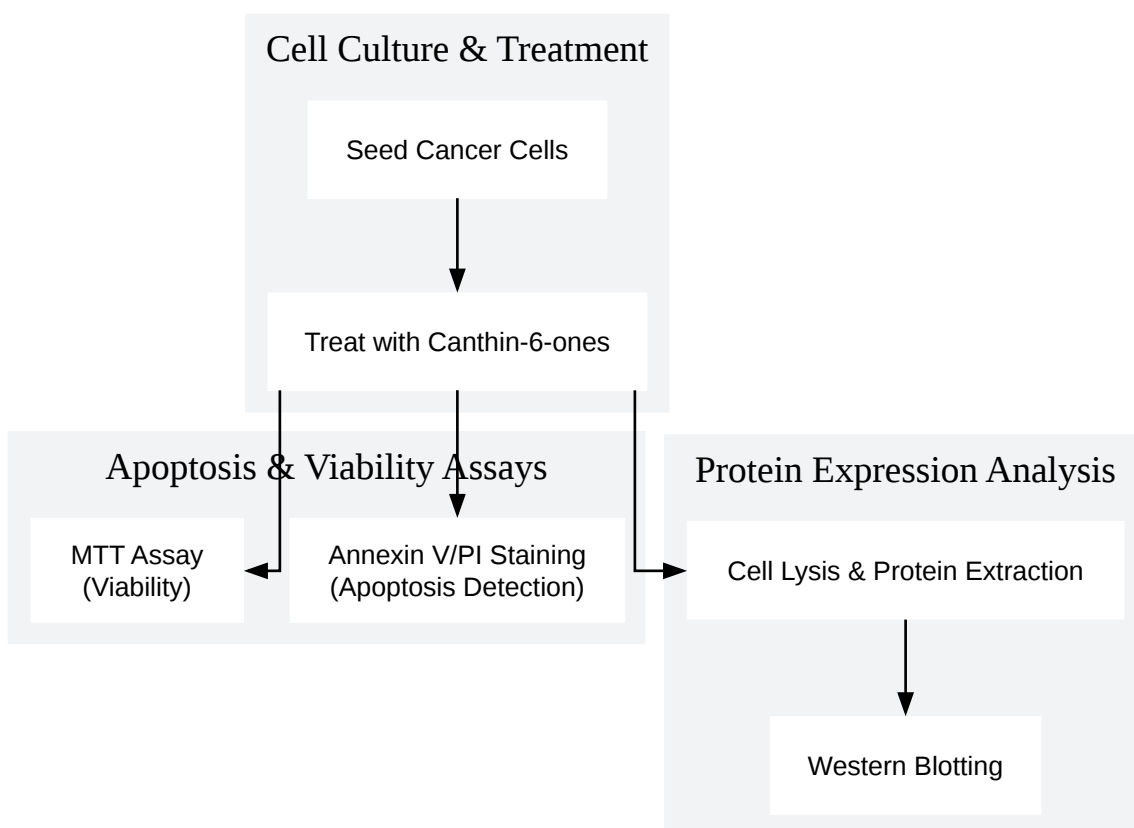 Cell Culture & Treatment
Seed Cancer Cells
Treat with Canthin-6-ones
Apoptosis & Viability Assays
MTT Assay
(Viability)
Annexin V/PI Staining
(Apoptosis Detection)
Protein Expression Analysis
Cell Lysis & Protein Extraction
Western Blotting